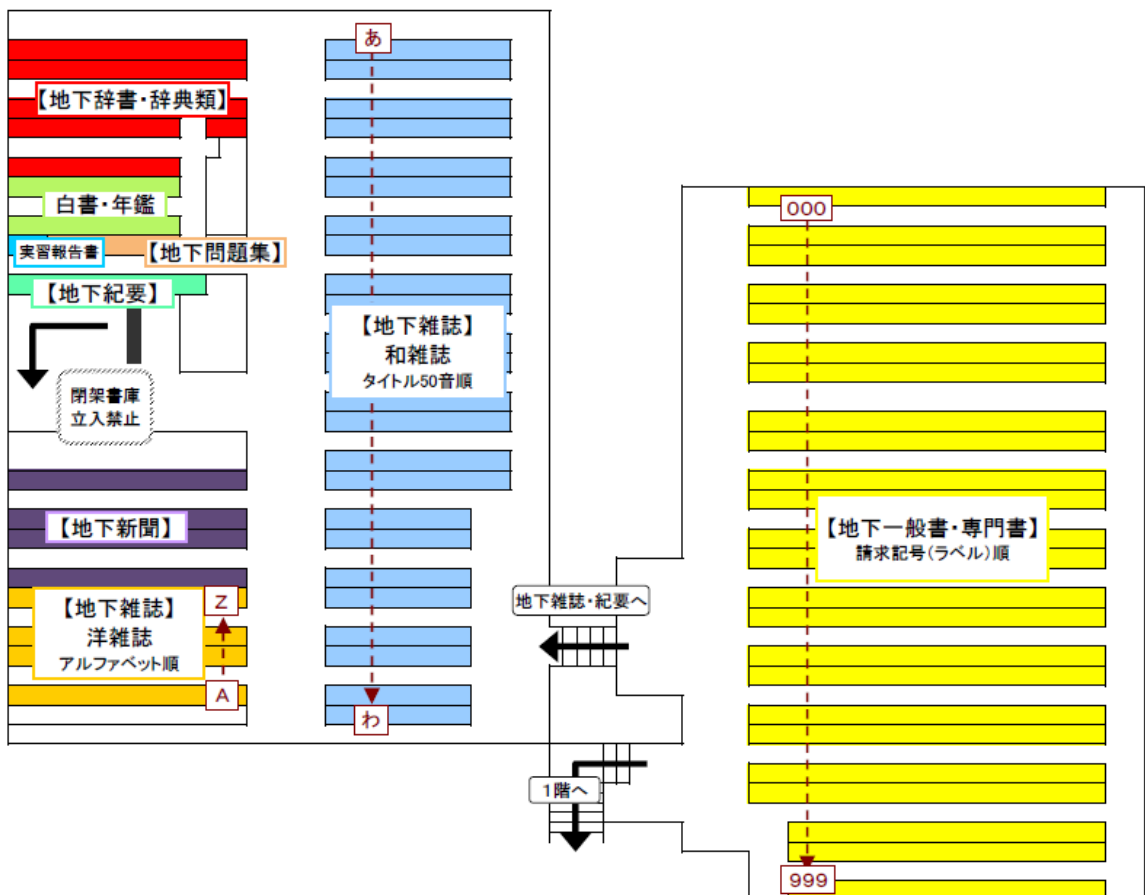 あ
【地下辞書・辞典類】
白書・年鑑
実習報告書
【地下問題集】
【地下紀要】
閉架書庫
立入禁止
【地下新聞】
【地下雑誌】
洋雑誌
アルファベット順
Z
A
【地下雑誌】
和雑誌
タイトル50音順
わ
地下雑誌・紀要へ
1階へ
000
【地下一般書・専門書】
請求記号(ラベル)順
999